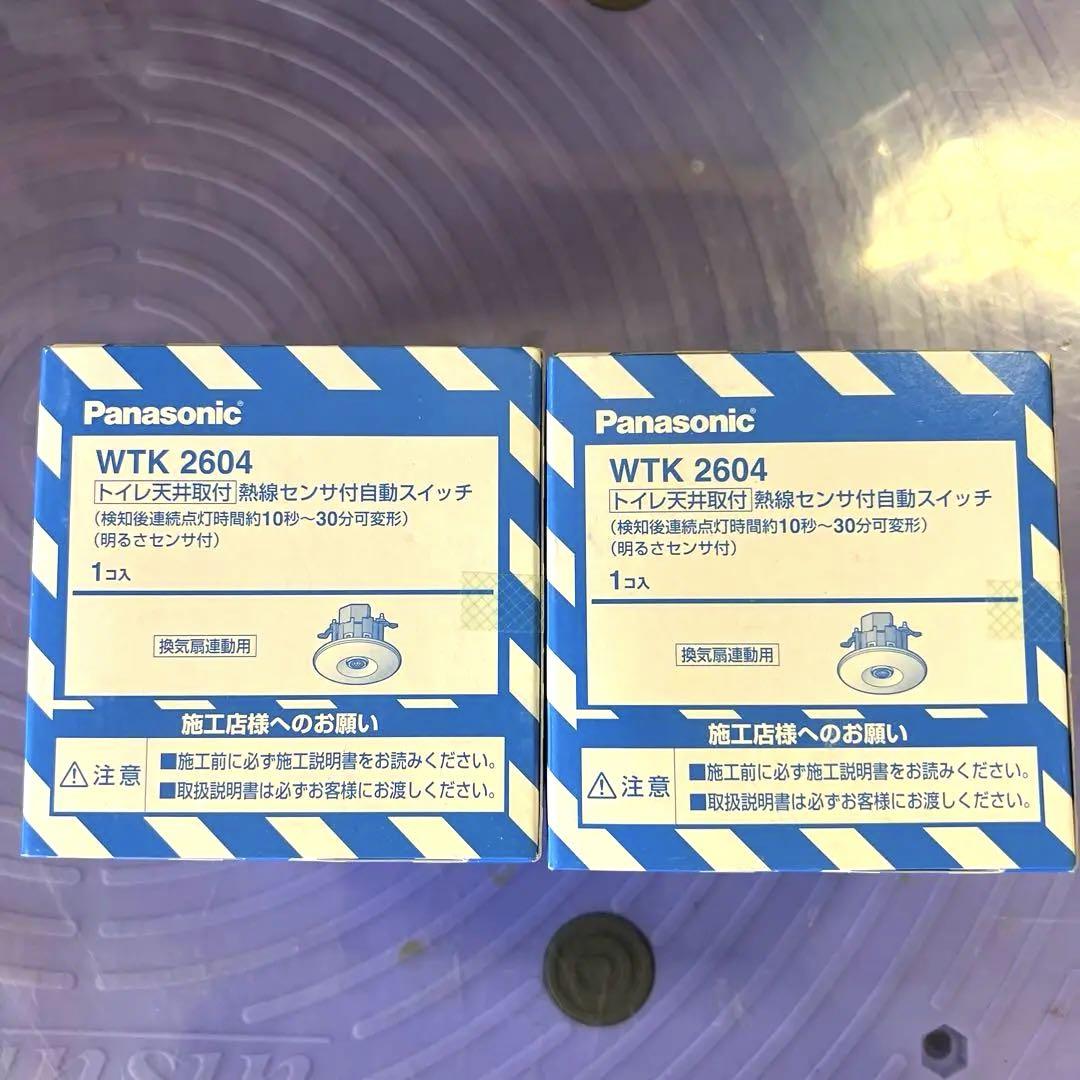 Panasonic
WTK 2604
トイレ天井取付 熱線センサ付自動スイッチ
（検知後連続点灯時間約10秒〜30分可変形）
（明るさセンサ付）
1コ入
換気扇連動用
施工店様へのお願い
注意
■施工前に必ず施工説明書をお読みください。
■取扱説明書は必ずお客様にお渡しください。
Panasonic
WTK 2604
トイレ天井取付 熱線センサ付自動スイッチ
（検知後連続点灯時間約10秒〜30分可変形）
（明るさセンサ付）
1コ入
換気扇連動用
施工店様へのお願い
注意
■施工前に必ず施工説明書をお読みください。
■取扱説明書は必ずお客様にお渡しください。